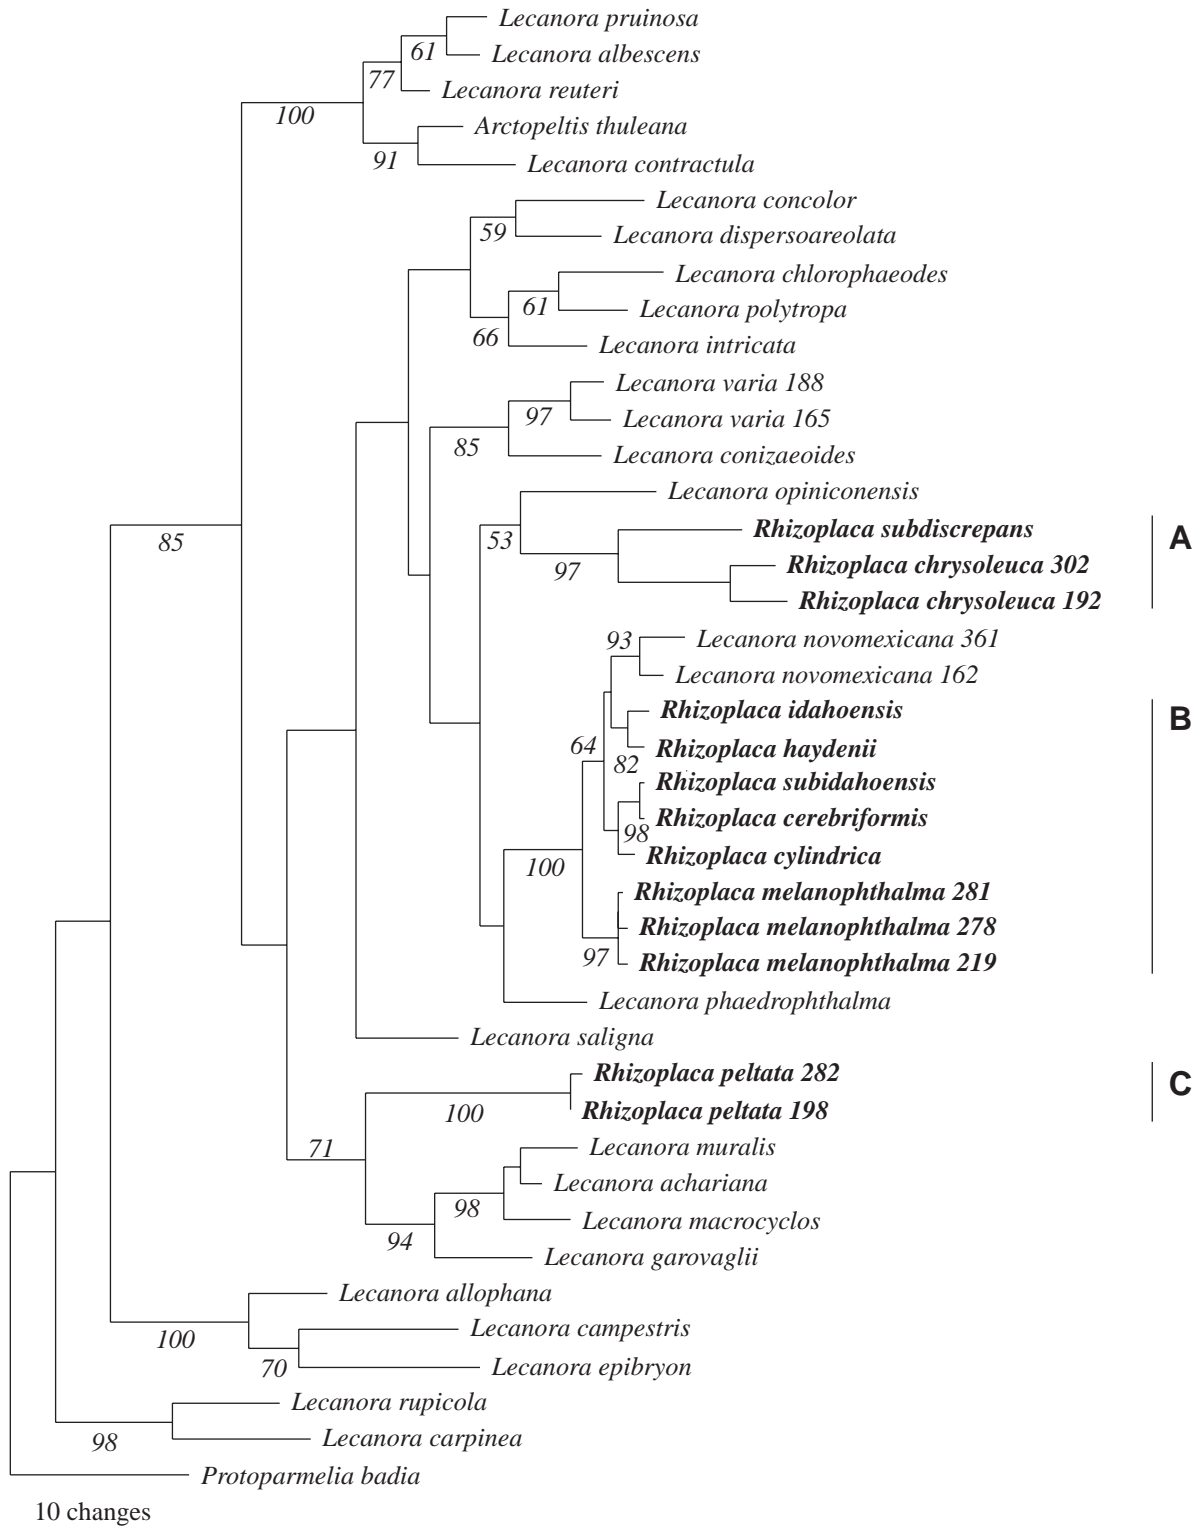 Lecanora pruinosa
61
Lecanora albescens
77
Lecanora reuteri
100
Arctopeltis thuleana
91
Lecanora contractula
Lecanora concolor
59
Lecanora dispersoareolata
Lecanora chlorophaeodes
61
Lecanora polytropa
66
Lecanora intricata
Lecanora varia 188
97
Lecanora varia 165
85
Lecanora conizaeoides
Lecanora opiniconensis
85
53
Rhizoplaca subdiscrepans
A
97
Rhizoplaca chrysoleuca 302
Rhizoplaca chrysoleuca 192
93
Lecanora novomexicana 361
Lecanora novomexicana 162
Rhizoplaca idahoensis
B
64
Rhizoplaca haydenii
82
Rhizoplaca subidahoensis
Rhizoplaca cerebriformis
98
Rhizoplaca cylindrica
100
Rhizoplaca melanophthalma 281
Rhizoplaca melanophthalma 278
97
Rhizoplaca melanophthalma 219
Lecanora phaedrophthalma
Lecanora saligna
Rhizoplaca peltata 282
C
100
Rhizoplaca peltata 198
71
Lecanora muralis
Lecanora achariana
98
Lecanora macrocyclos
94
Lecanora garovaglii
Lecanora allophana
100
Lecanora campestris
70
Lecanora epibryon
Lecanora rupicola
98
Lecanora carpinea
Protoparmelia badia
10 changes